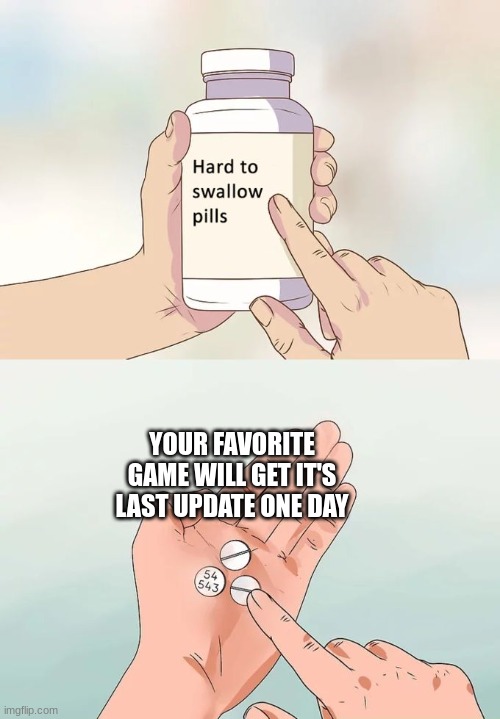 Hard to
swallow
pills
YOUR FAVORITE
GAME WILL GET IT'S
LAST UPDATE ONE DAY
54
543
imgflip.com